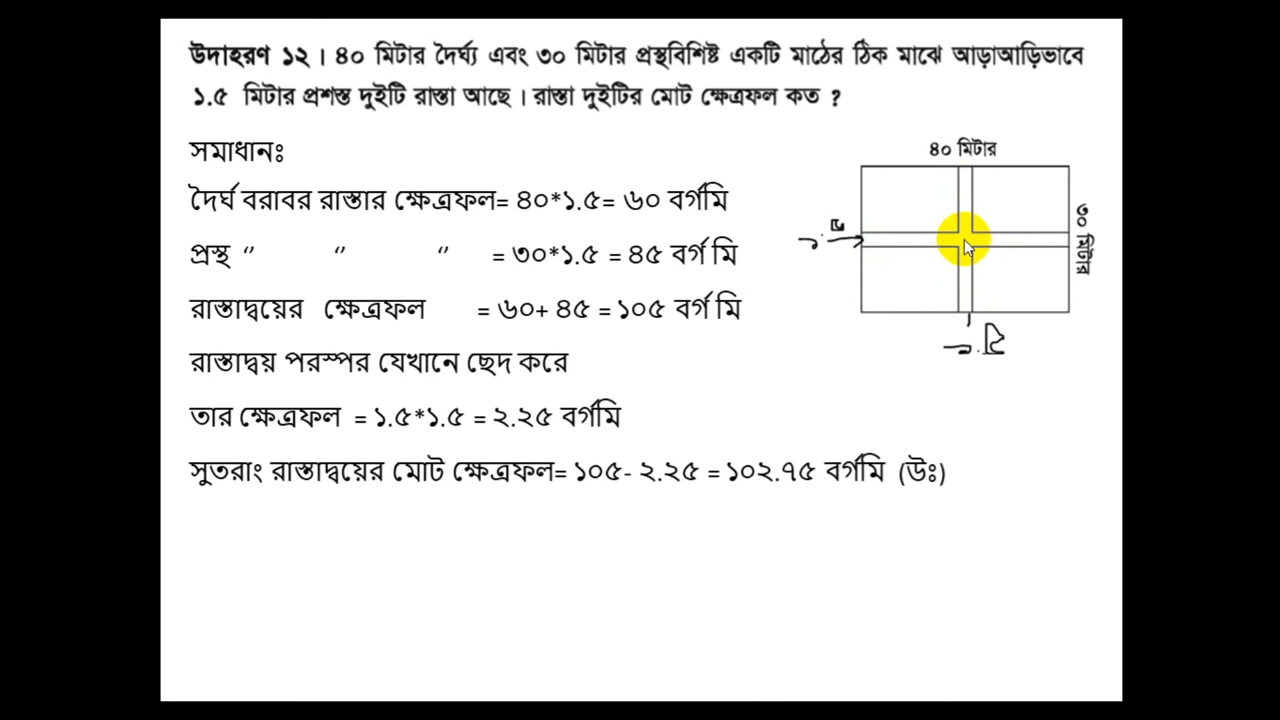 উদাহরণ ১২। ৪০ মিটার দৈর্ঘ্য এবং ৩০ মিটার প্রস্থবিশিষ্ট একটি মাঠের ঠিক মাঝে আড়াআড়িভাবে
১.৫ মিটার প্রশস্ত দুইটি রাস্তা আছে। রাস্তা দুইটির মোট ক্ষেত্রফল কত ?
সমাধানঃ
৪০ মিটার
দৈর্ঘ বরাবর রাস্তার ক্ষেত্রফল= ৪০*১.৫= ৬০ বর্গমি
৩০ মিটার
প্রস্থ “ “ “ = ৩০*১.৫ = ৪৫ বর্গ মি
রাস্তাদ্বয়ের ক্ষেত্রফল = ৬০+ ৪৫ = ১০৫ বর্গ মি
রাস্তাদ্বয় পরস্পর যেখানে ছেদ করে
তার ক্ষেত্রফল = ১.৫*১.৫ = ২.২৫ বর্গমি
সুতরাং রাস্তাদ্বয়ের মোট ক্ষেত্রফল= ১০৫- ২.২৫ = ১০২.৭৫ বর্গমি (উঃ)